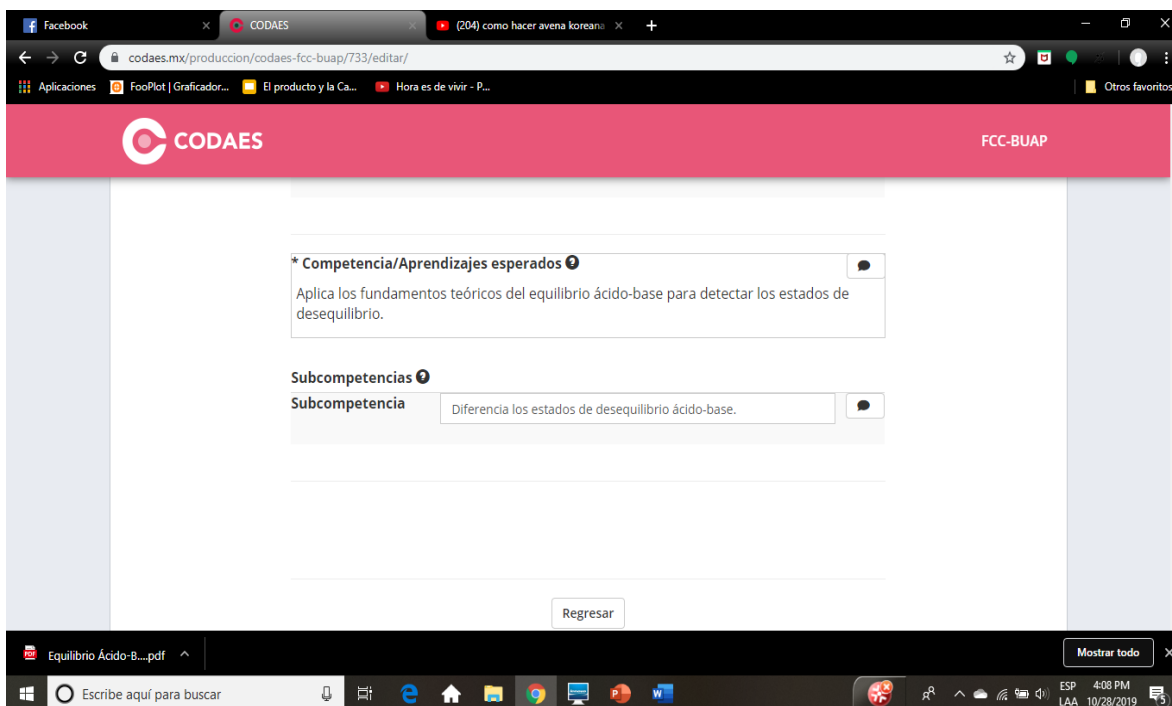 Facebook
CODAES
(204) como hacer avena koreana
codaes.mx/produccion/codaes-fcc-buap/733/editar/
Aplicaciones FooPlot | Graficador... El producto y la Ca... Hora es de vivir - P... Otros favoritos
CODAES FCC-BUAP
* Competencia/Aprendizajes esperados
Aplica los fundamentos teóricos del equilibrio ácido-base para detectar los estados de
desequilibrio.
Subcompetencias
Subcompetencia Diferencia los estados de desequilibrio ácido-base.
Regresar
Equilibrio Ácido-B....pdf Mostrar todo
Escribe aquí para buscar
ESP 4:08 PM
LAA 10/28/2019